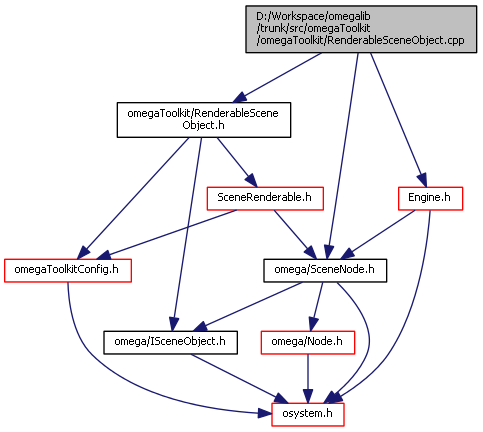 D:/Workspace/omegalib
/trunk/src/omegaToolkit
/omegaToolkit/RenderableSceneObject.cpp
omegaToolkit/RenderableScene
Object.h
SceneRenderable.h
Engine.h
omegaToolkitConfig.h
omega/SceneNode.h
omega/ISceneObject.h
omega/Node.h
osystem.h